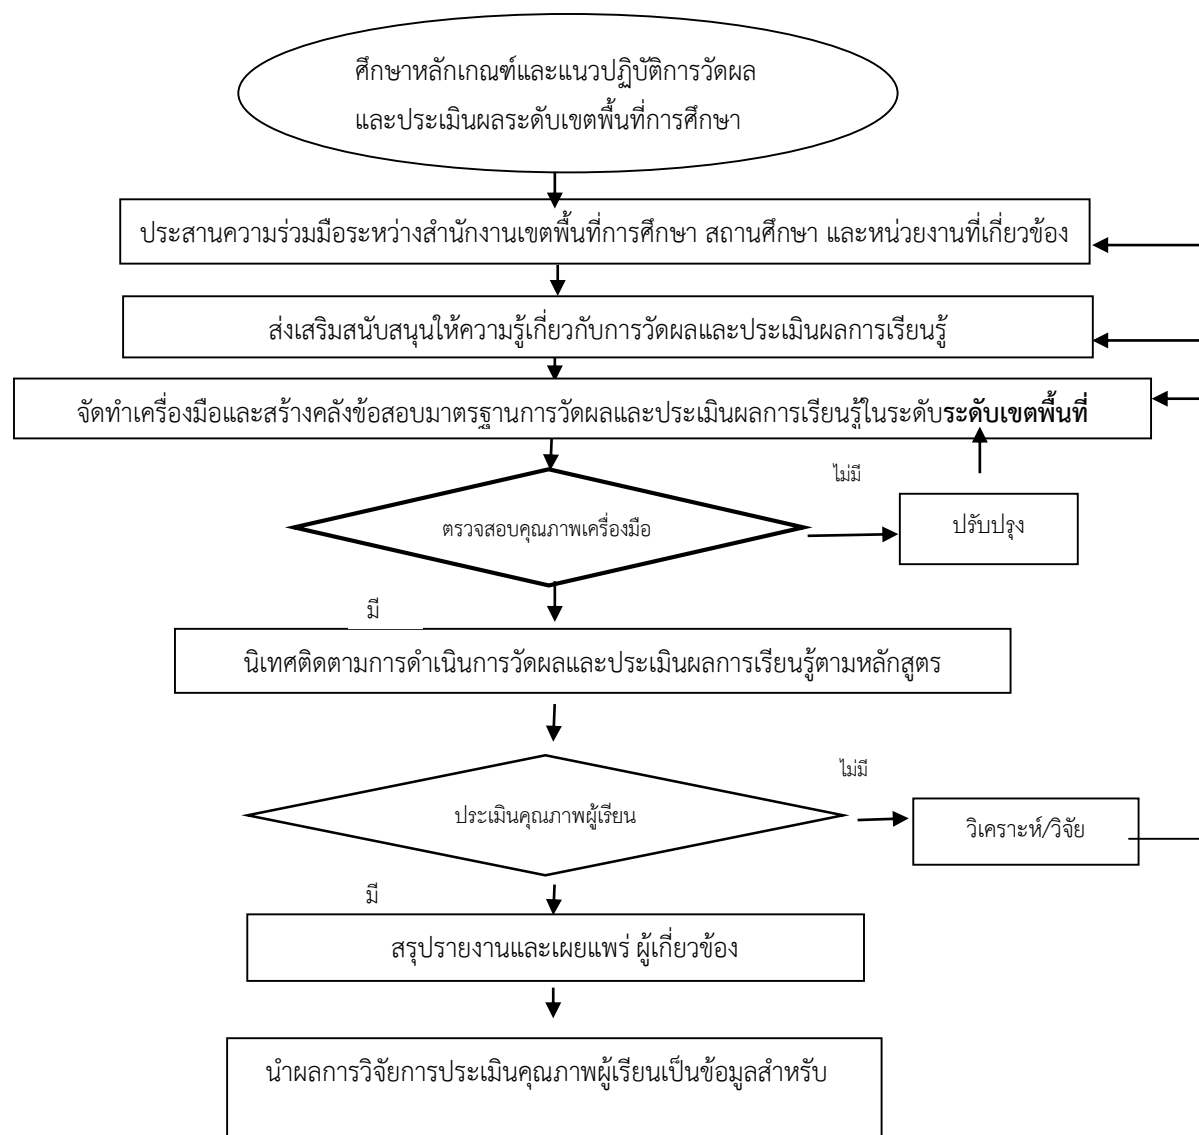 ศึกษาหลักเกณฑ์และแนวปฏิบัติการวัดผล
และประเมินผลระดับเขตพื้นที่การศึกษา
ประสานความร่วมมือระหว่างสำนักงานเขตพื้นที่การศึกษา สถานศึกษา และหน่วยงานที่เกี่ยวข้อง
ส่งเสริมสนับสนุนให้ความรู้เกี่ยวกับการวัดผลและประเมินผลการเรียนรู้
จัดทำเครื่องมือและสร้างคลังข้อสอบมาตรฐานการวัดผลและประเมินผลการเรียนรู้ในระดับระดับเขตพื้นที่
ไม่มี
ตรวจสอบคุณภาพเครื่องมือ
ปรับปรุง
มี
นิเทศติดตามการดำเนินการวัดผลและประเมินผลการเรียนรู้ตามหลักสูตร
ไม่มี
ประเมินคุณภาพผู้เรียน
วิเคราะห์/วิจัย
มี
สรุปรายงานและเผยแพร่ ผู้เกี่ยวข้อง
นำผลการวิจัยการประเมินคุณภาพผู้เรียนเป็นข้อมูลสำหรับ